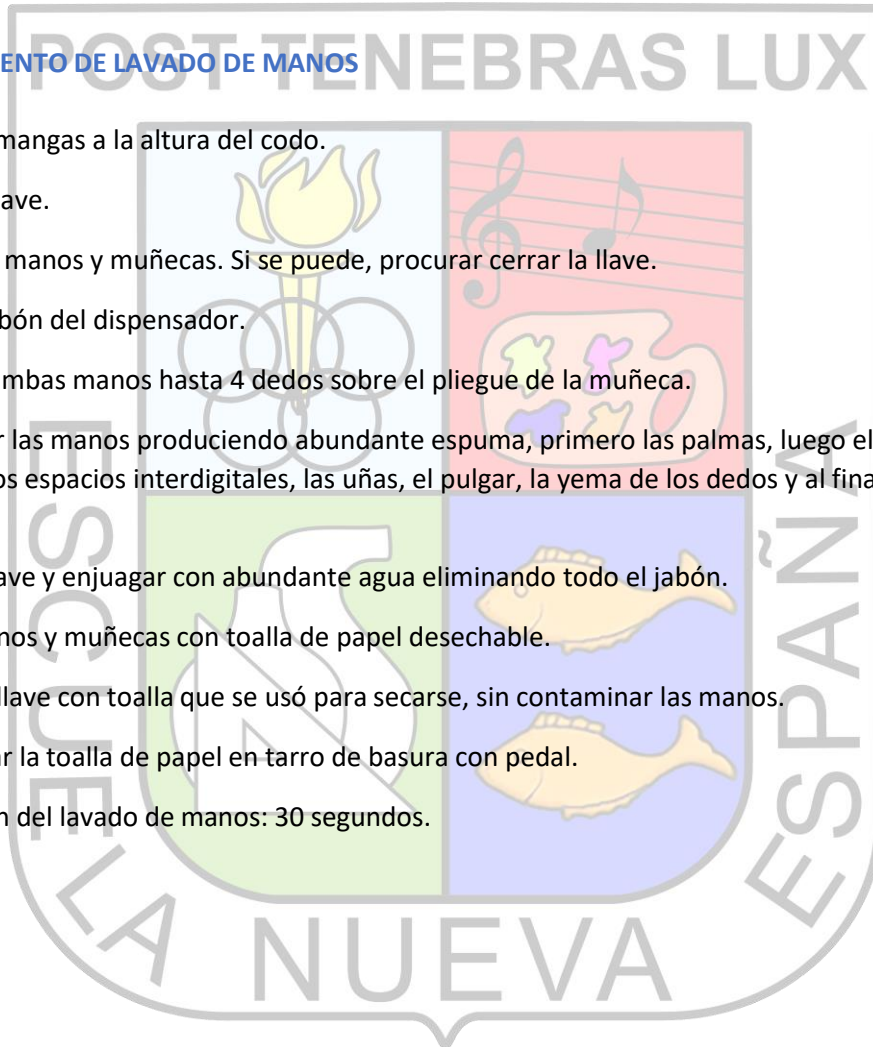 POST TENEBRAS LUX
ENTO DE LAVADO DE MANOS
mangas a la altura del codo.
ave.
manos y muñecas. Si se puede, procurar cerrar la llave.
bón del dispensador.
mbas manos hasta 4 dedos sobre el pliegue de la muñeca.
r las manos produciendo abundante espuma, primero las palmas, luego el
os espacios interdigitales, las uñas, el pulgar, la yema de los dedos y al fina
ave y enjuagar con abundante agua eliminando todo el jabón.
nos y muñecas con toalla de papel desechable.
llave con toalla que se usó para secarse, sin contaminar las manos.
ar la toalla de papel en tarro de basura con pedal.
n del lavado de manos: 30 segundos.
ESCUE
LA NUEVA
ESPAÑA